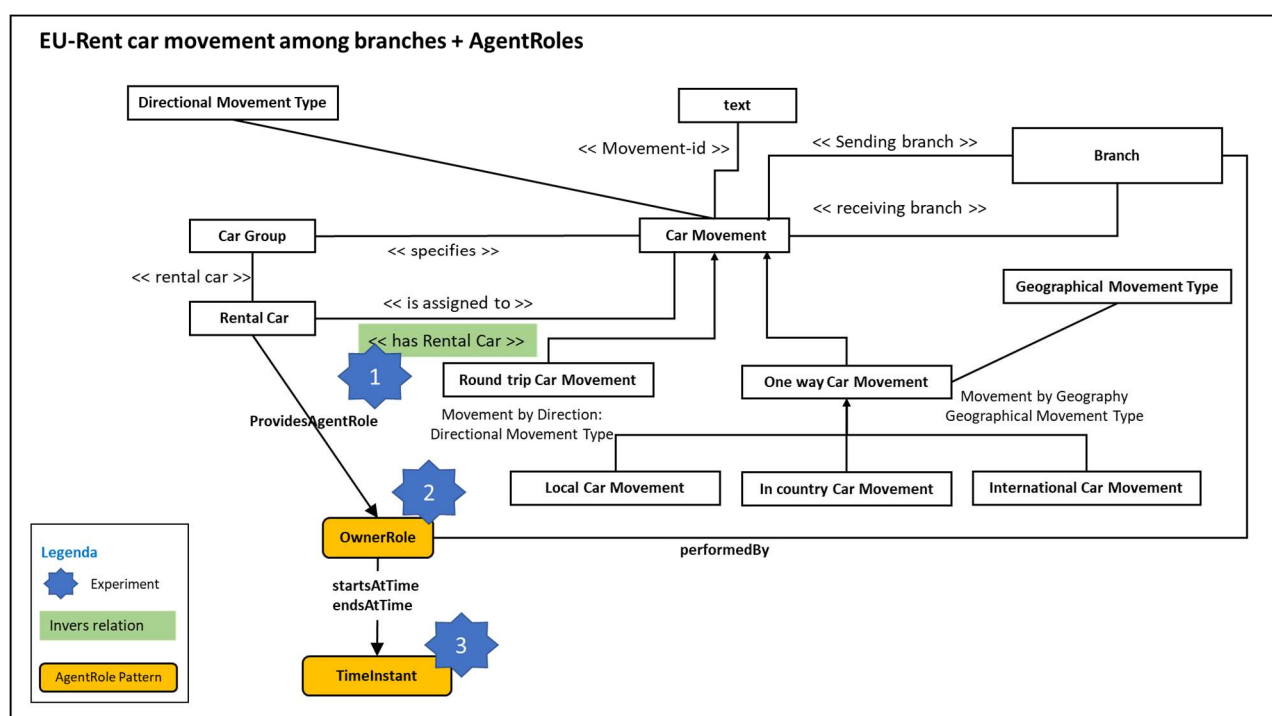 EU-Rent car movement among branches + AgentRoles
Directional Movement Type
text
<< Movement-id >>
<< Sending branch >>
Branch
<< receiving branch >>
Car Group
<< specifies >>
Car Movement
<< rental car >>
Geographical Movement Type
Rental Car
<< is assigned to >>
<< has Rental Car >>
1
Round trip Car Movement
One way Car Movement
Movement by Direction:
Directional Movement Type
Movement by Geography
Geographical Movement Type
ProvidesAgentRole
Local Car Movement
In country Car Movement
International Car Movement
2
OwnerRole
performedBy
startsAtTime
endsAtTime
3
TimeInstant
Legenda
Experiment
Invers relation
AgentRole Pattern